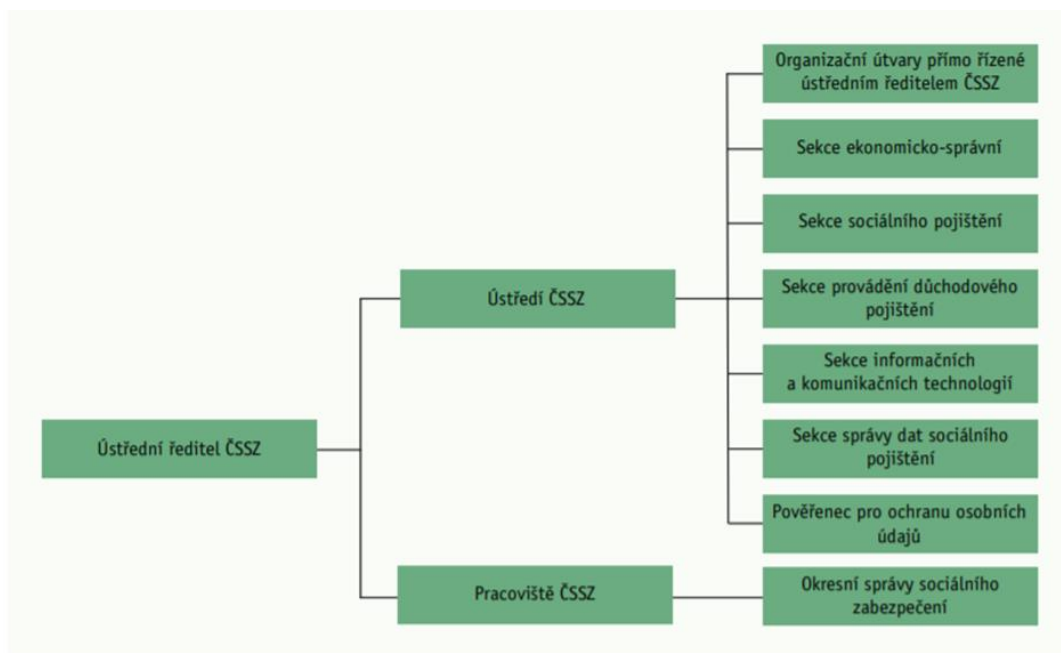 Organizační útvary přímo řízené
ústředním ředitelem ČSSZ
Sekce ekonomicko-správní
Sekce sociálního pojištění
Ústředí ČSSZ
Sekce provádění důchodového
pojištění
Sekce informačních
a komunikačních technologií
Ústřední ředitel ČSSZ
Sekce správy dat sociálního
pojištění
Pověřenec pro ochranu osobních
údajů
Pracoviště ČSSZ
Okresní správy sociálního
zabezpečení